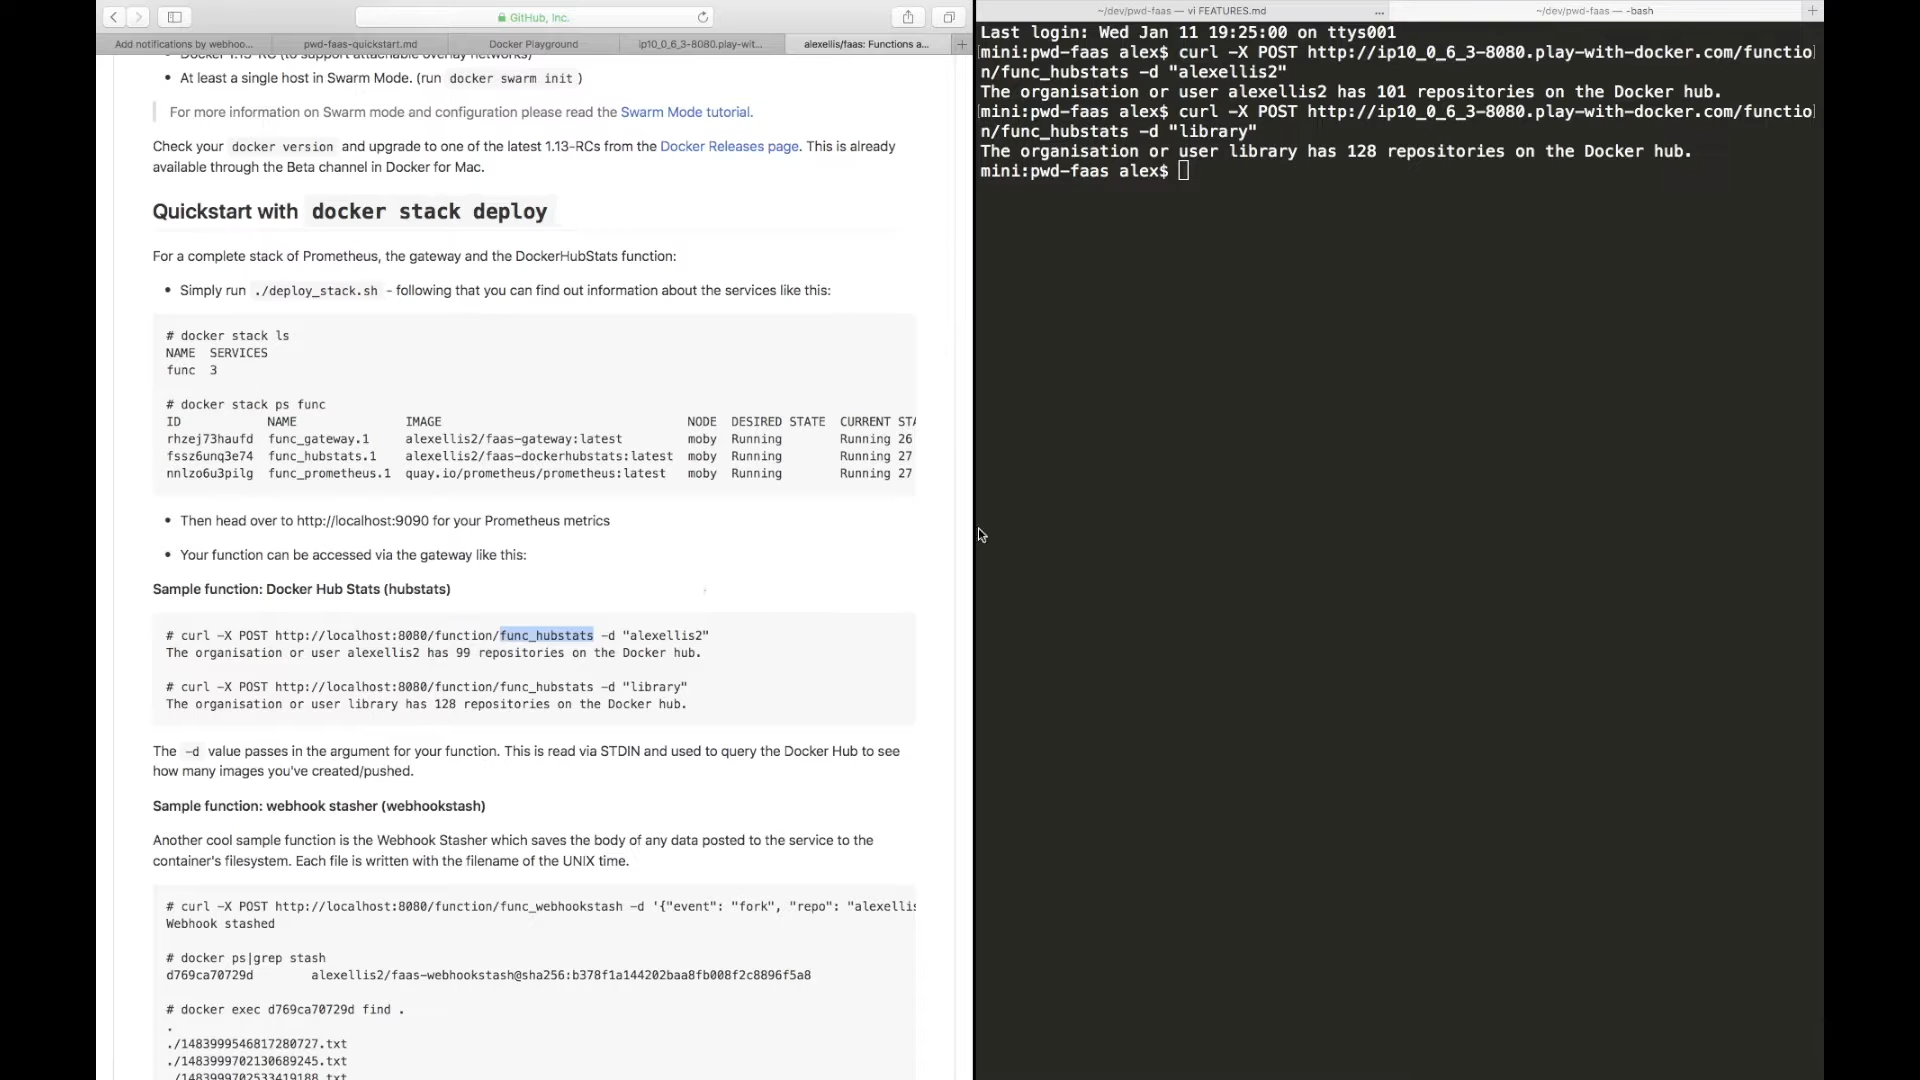 GitHub, Inc.
Add notifications by webhoo...
pwd-faas-quickstart.md
Docker Playground
ip10_0_6_3-8080.play-wit...
alexellis/faas: Functions a...
Docker 1.13-RC (to support attachable overlay networks)
At least a single host in Swarm Mode. (run docker swarm init )
For more information on Swarm mode and configuration please read the Swarm Mode tutorial.
Check your docker version and upgrade to one of the latest 1.13-RCs from the Docker Releases page. This is already
available through the Beta channel in Docker for Mac.
Quickstart with docker stack deploy
For a complete stack of Prometheus, the gateway and the DockerHubStats function:
Simply run ./deploy_stack.sh - following that you can find out information about the services like this:
# docker stack ls
NAME SERVICES
func 3
# docker stack ps func
ID NAME IMAGE NODE DESIRED STATE CURRENT STA
rhzej73haufd func_gateway.1 alexellis2/faas-gateway:latest moby Running Running 26
fssz6unq3e74 func_hubstats.1 alexellis2/faas-dockerhubstats:latest moby Running Running 27
nnlzo6u3pilg func_prometheus.1 quay.io/prometheus/prometheus:latest moby Running Running 27
Then head over to http://localhost:9090 for your Prometheus metrics
Your function can be accessed via the gateway like this:
Sample function: Docker Hub Stats (hubstats)
# curl -X POST http://localhost:8080/function/func_hubstats -d "alexellis2"
The organisation or user alexellis2 has 99 repositories on the Docker hub.
# curl -X POST http://localhost:8080/function/func_hubstats -d "library"
The organisation or user library has 128 repositories on the Docker hub.
The -d value passes in the argument for your function. This is read via STDIN and used to query the Docker Hub to see
how many images you've created/pushed.
Sample function: webhook stasher (webhookstash)
Another cool sample function is the Webhook Stasher which saves the body of any data posted to the service to the
container's filesystem. Each file is written with the filename of the UNIX time.
# curl -X POST http://localhost:8080/function/func_webhookstash -d '{"event": "fork", "repo": "alexellis
Webhook stashed
# docker ps|grep stash
d769ca70729d alexellis2/faas-webhookstash@sha256:b378f1a144202baa8fb008f2c8896f5a8
# docker exec d769ca70729d find .
.
./1483999546817280727.txt
./1483999702130689245.txt
./1483999702533419188.txt
~/dev/pwd-faas — vi FEATURES.md ...
~/dev/pwd-faas — -bash
Last login: Wed Jan 11 19:25:00 on ttys001
[mini:pwd-faas alex$ curl -X POST http://ip10_0_6_3-8080.play-with-docker.com/functio]
n/func_hubstats -d "alexellis2"
The organisation or user alexellis2 has 101 repositories on the Docker hub.
[mini:pwd-faas alex$ curl -X POST http://ip10_0_6_3-8080.play-with-docker.com/functio]
n/func_hubstats -d "library"
The organisation or user library has 128 repositories on the Docker hub.
mini:pwd-faas alex$